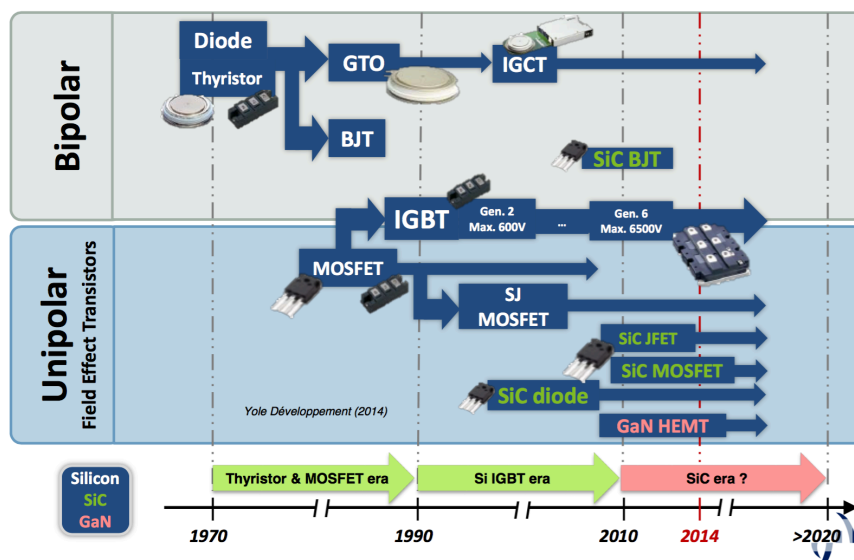 Bipolar
Diode
Thyristor
GTO
IGCT
BJT
SiC BJT
IGBT
Gen. 2
Max. 600V
...
Gen. 6
Max. 6500V
Unipolar
Field Effect Transistors
MOSFET
SJ
MOSFET
SiC JFET
SiC MOSFET
SiC diode
GaN HEMT
Yole Développement (2014)
Silicon
SiC
GaN
Thyristor & MOSFET era
Si IGBT era
SiC era ?
1970
1990
2010
2014
>2020